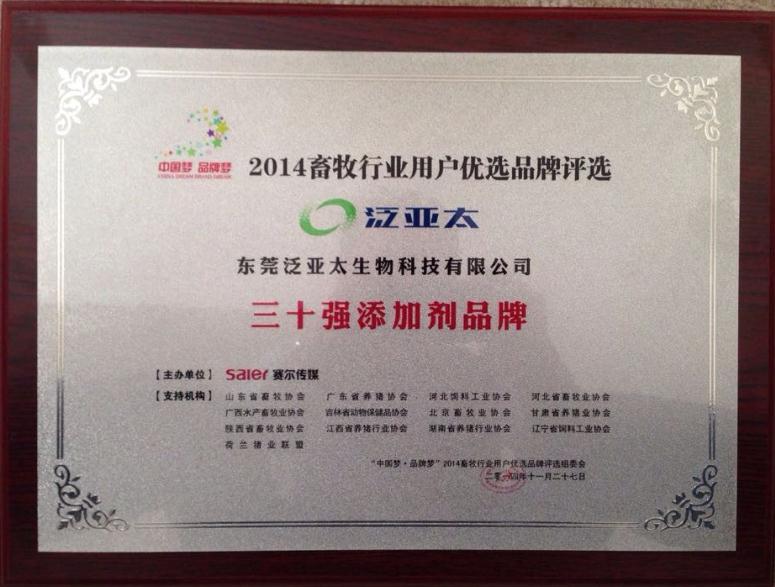 中国梦 品牌梦
CHINA DREAM BRAND DREAM
2014畜牧行业用户优选品牌评选
泛亚太
东莞泛亚太生物科技有限公司
三十强添加剂品牌
【主办单位】 saier 赛尔传媒
【支持机构】 山东省畜牧协会 广东省养猪协会 河北饲料工业协会 河北省畜牧业协会
广西水产畜牧业协会 吉林省动物保健品协会 北京畜牧业协会 甘肃省养猪业协会
陕西省畜牧业协会 江西省养猪行业协会 湖南省养猪行业协会 辽宁省饲料工业协会
荷兰猪业联盟
“中国梦·品牌梦”2014畜牧行业用户优选品牌评选组委会
二零一四年十一月二十七日